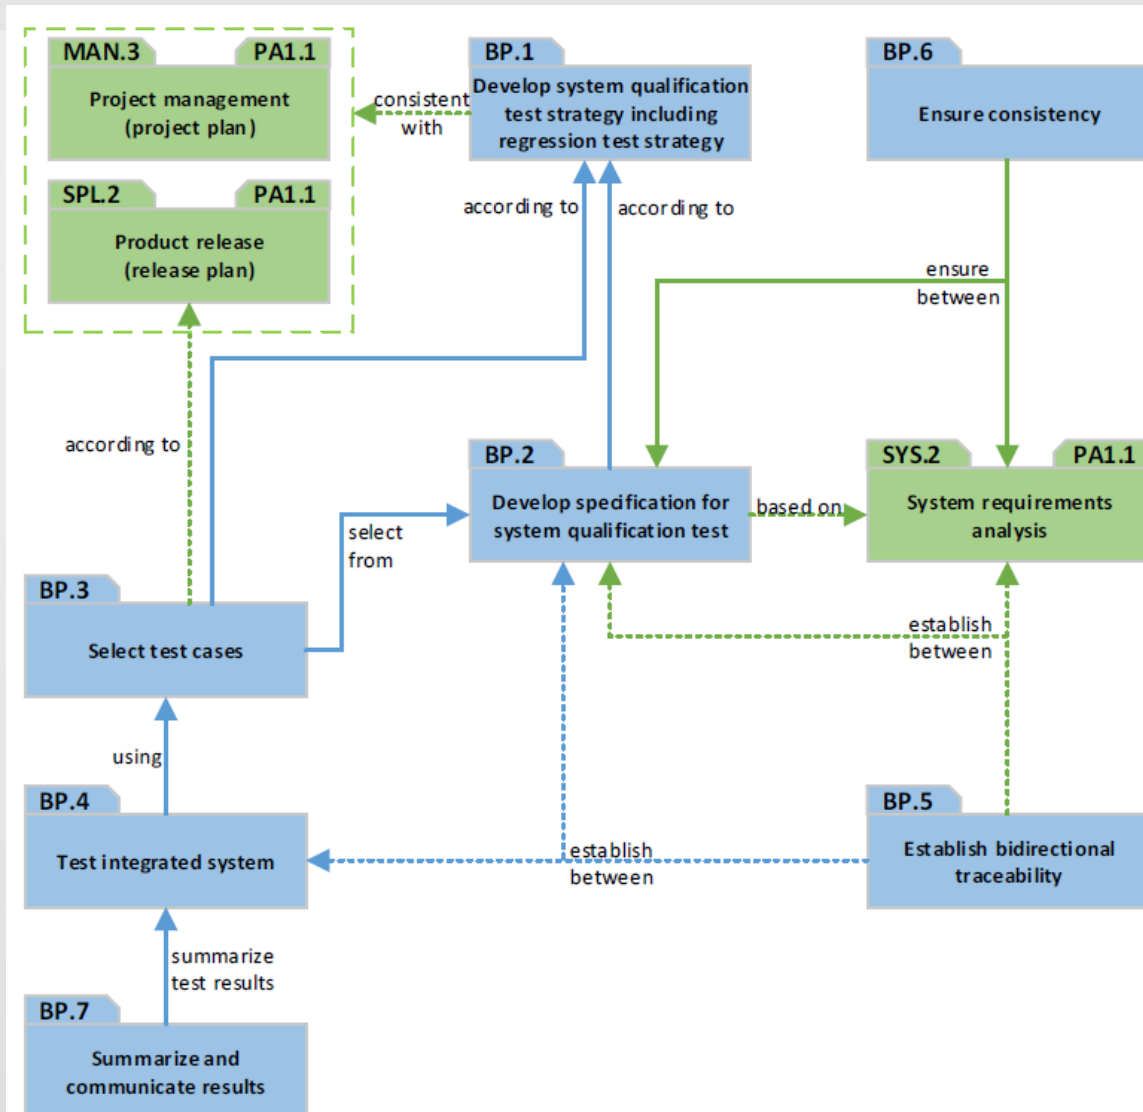 MAN.3 PA1.1
Project management
(project plan)
consistent
with
BP.1
Develop system qualification
test strategy including
regression test strategy
BP.6
Ensure consistency
SPL.2 PA1.1
Product release
(release plan)
according to
according to
ensure
between
according to
BP.2
Develop specification for
system qualification test
based on
SYS.2 PA1.1
System requirements
analysis
select
from
BP.3
Select test cases
establish
between
using
BP.4
Test integrated system
establish
between
BP.5
Establish bidirectional
traceability
summarize
test results
BP.7
Summarize and
communicate results